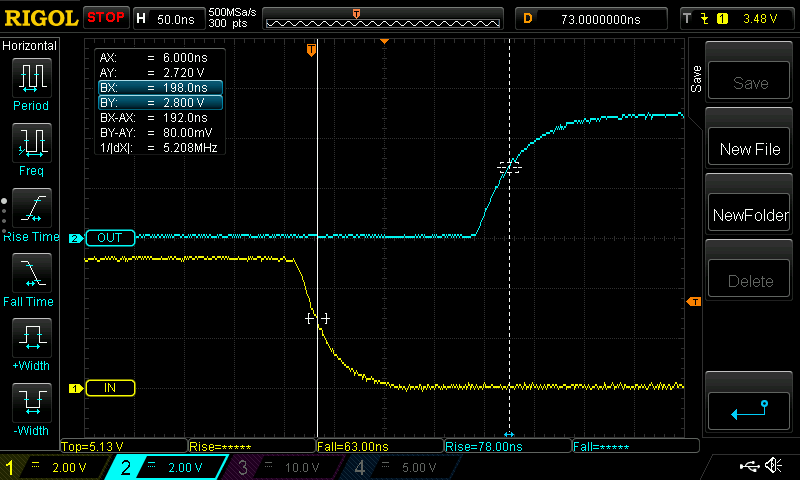 RIGOL STOP H 50.0ns 500MSa/s 300 pts T D 73.0000000ns T 1 3.48 V
Horizontal
Period
Freq
Rise Time
Fall Time
+Width
-Width
AX: = 6.000ns
AY: = 2.720 V
BX: = 198.0ns
BY: = 2.800 V
BX-AX: = 192.0ns
BY-AY: = 80.00mV
1/|dX|: = 5.208MHz
T
2 OUT
T
1 IN
Save
Save
New File
NewFolder
Delete
Top=5.13 V Rise=***** Fall=63.00ns Rise=78.00ns Fall=*****
1 = 2.00 V 2 = 2.00 V 3 = 10.0 V 4 = 5.00 V